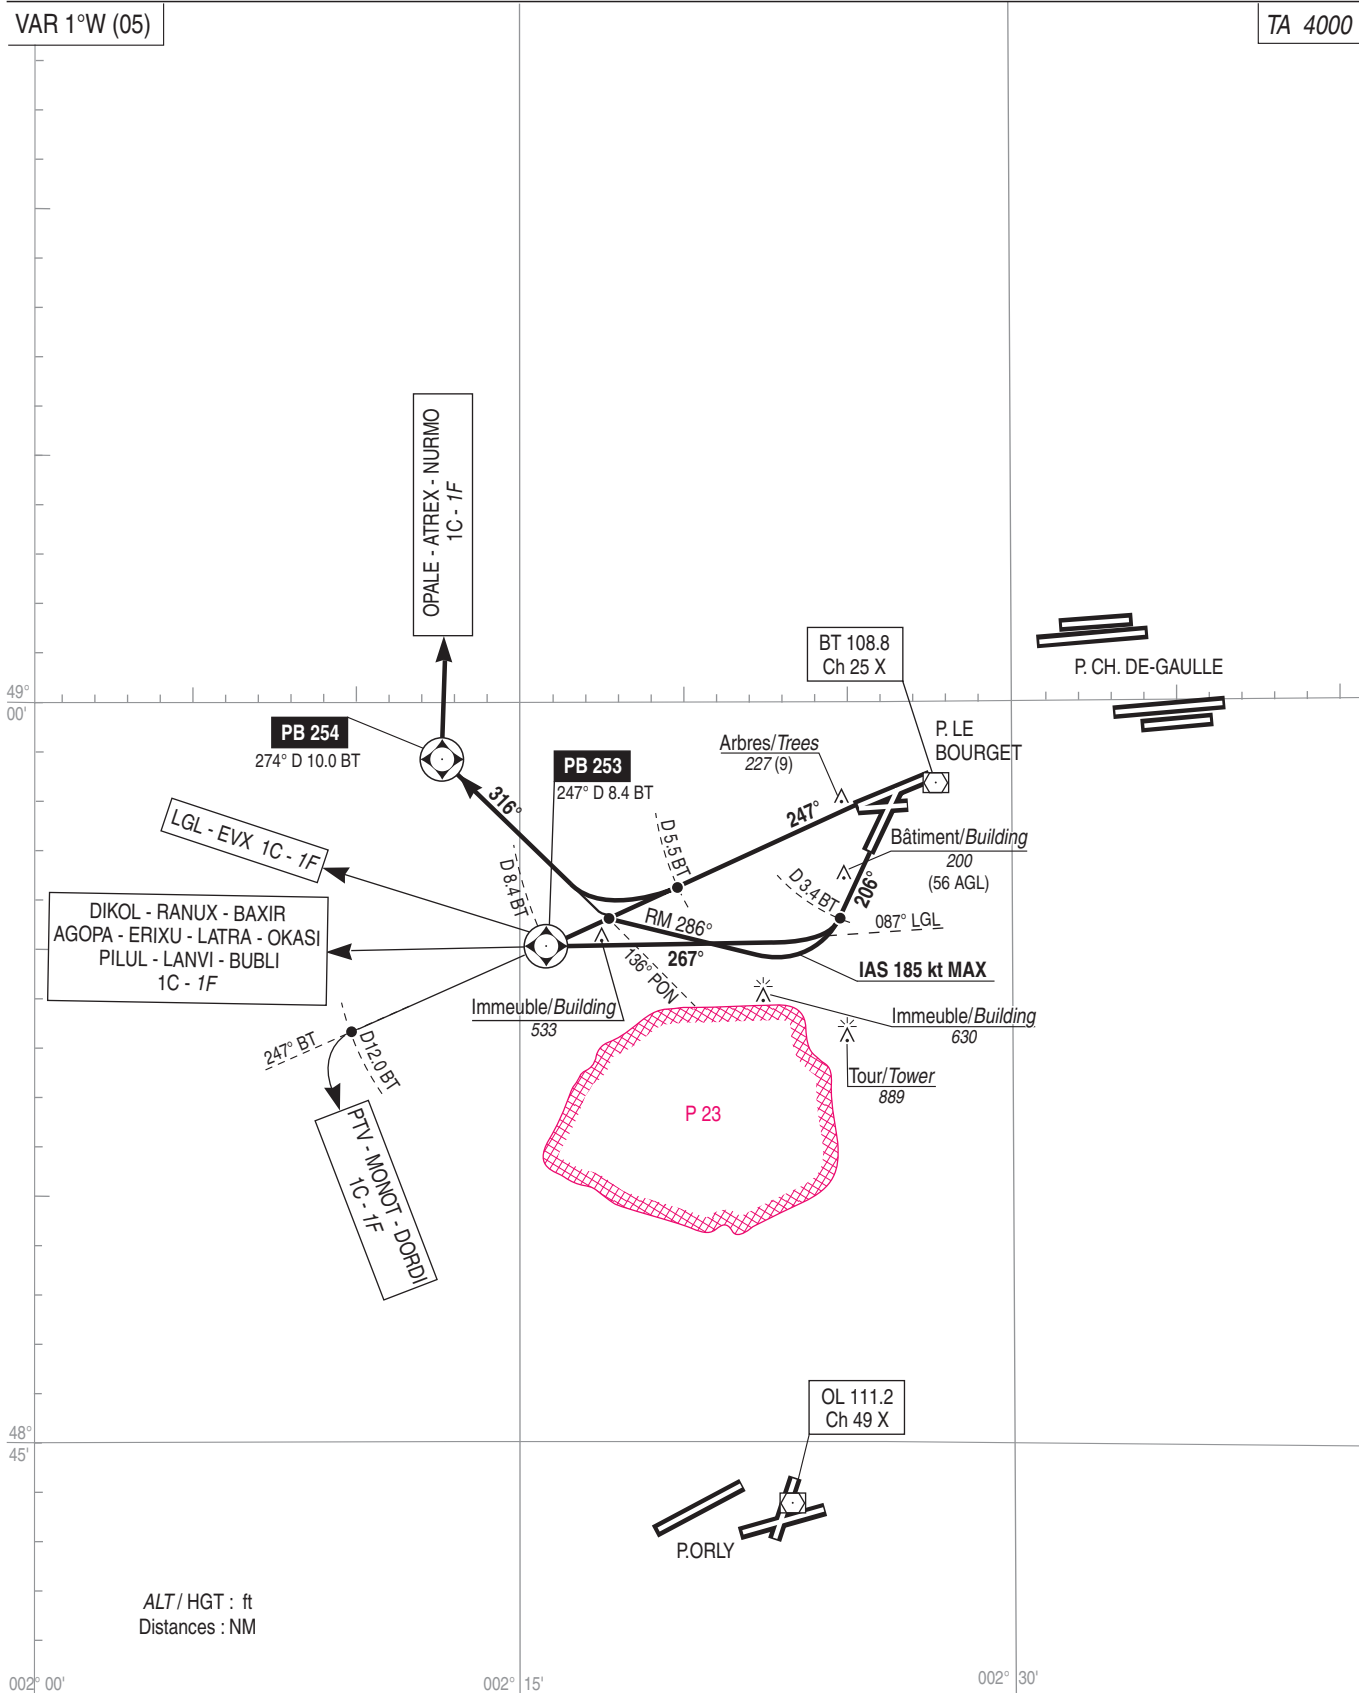 VAR 1°W (05)
TA 4000
OPALE - ATREX - NURMO
1C - 1F
BT 108.8
Ch 25 X
P. CH. DE-GAULLE
49°
00'
PB 254
274° D 10.0 BT
P. LE
BOURGET
Arbres/Trees
227 (9)
PB 253
247° D 8.4 BT
316°
247°
D 5.5 BT
LGL - EVX 1C - 1F
Bâtiment/Building
200
(56 AGL)
D 8.4 BT
D 3.4 BT
206°
DIKOL - RANUX - BAXIR
AGOPA - ERIXU - LATRA - OKASI
PILUL - LANVI - BUBLI
1C - 1F
RM 286°
087° LGL
267°
136° PON
IAS 185 kt MAX
Immeuble/Building
533
Immeuble/Building
630
247° BT
D12.0 BT
Tour/Tower
889
P 23
PTV - MONOT - DORDI
1C - 1F
OL 111.2
Ch 49 X
48°
45'
P.ORLY
ALT / HGT : ft
Distances : NM
002° 00'
002° 15'
002° 30'